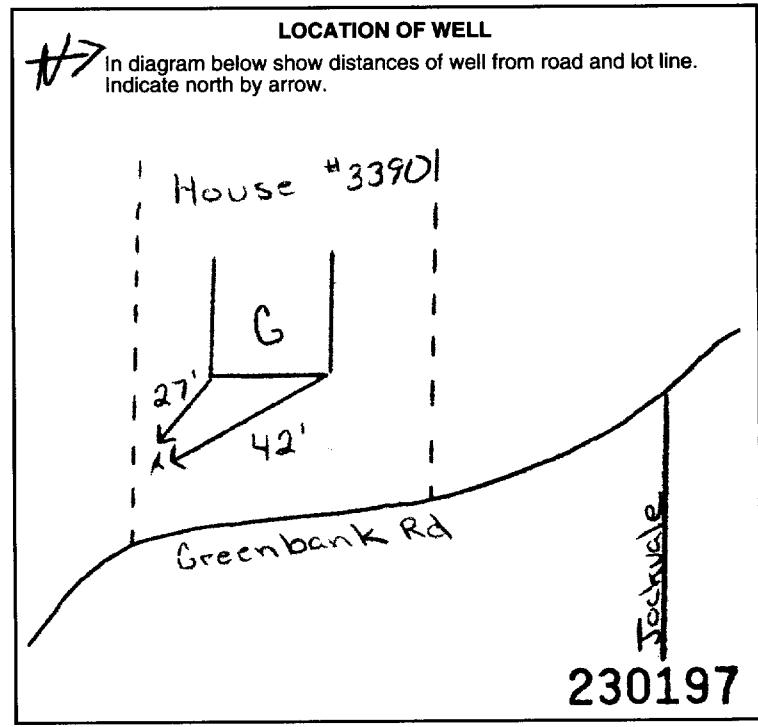 LOCATION OF WELL
N
In diagram below show distances of well from road and lot line.
Indicate north by arrow.
House #3390
G
27'
42'
Greenbank Rd
Jockvale
230197